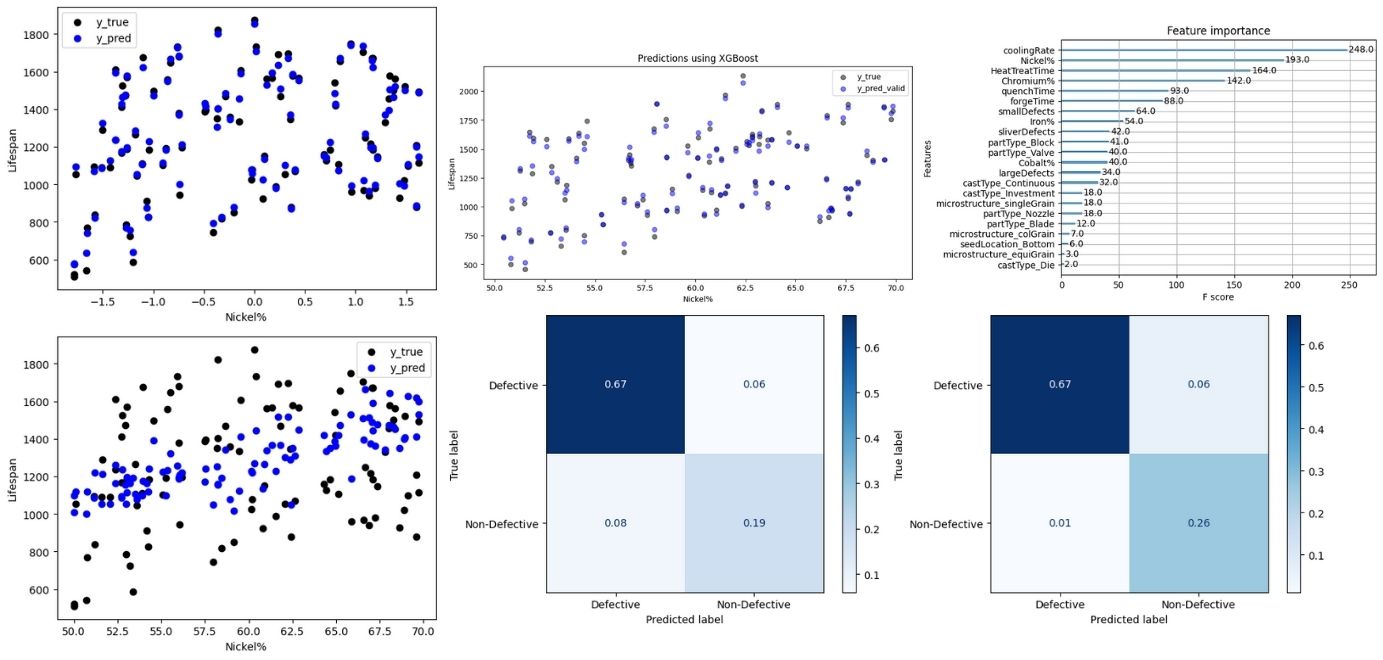 y_true
y_pred
1800
1600
1400
1200
1000
800
600
Lifespan
−1.5
−1.0
−0.5
0.0
0.5
1.0
1.5
Nickel%
Predictions using XGBoost
y_true
y_pred_valid
2000
1750
1500
1250
1000
750
500
Lifespan
50.0
52.5
55.0
57.5
60.0
62.5
65.0
67.5
70.0
Nickel%
Feature importance
Features
coolingRate 248.0
Nickel% 193.0
HeatTreatTime 164.0
Chromium% 142.0
quenchTime 93.0
forgeTime 88.0
smallDefects 64.0
Iron% 54.0
sliverDefects 42.0
partType_Block 41.0
partType_Valve 40.0
Cobalt% 40.0
largeDefects 34.0
castType_Continuous 32.0
castType_Investment 18.0
microstructure_singleGrain 18.0
partType_Nozzle 18.0
partType_Blade 12.0
microstructure_colGrain 7.0
seedLocation_Bottom 6.0
microstructure_equiGrain 3.0
castType_Die 2.0
0
50
100
150
200
250
F score
y_true
y_pred
1800
1600
1400
1200
1000
800
600
Lifespan
50.0
52.5
55.0
57.5
60.0
62.5
65.0
67.5
70.0
Nickel%
True label
Defective
Non-Defective
0.67
0.06
0.08
0.19
Defective
Non-Defective
Predicted label
0.6
0.5
0.4
0.3
0.2
0.1
True label
Defective
Non-Defective
0.67
0.06
0.01
0.26
Defective
Non-Defective
Predicted label
0.6
0.5
0.4
0.3
0.2
0.1